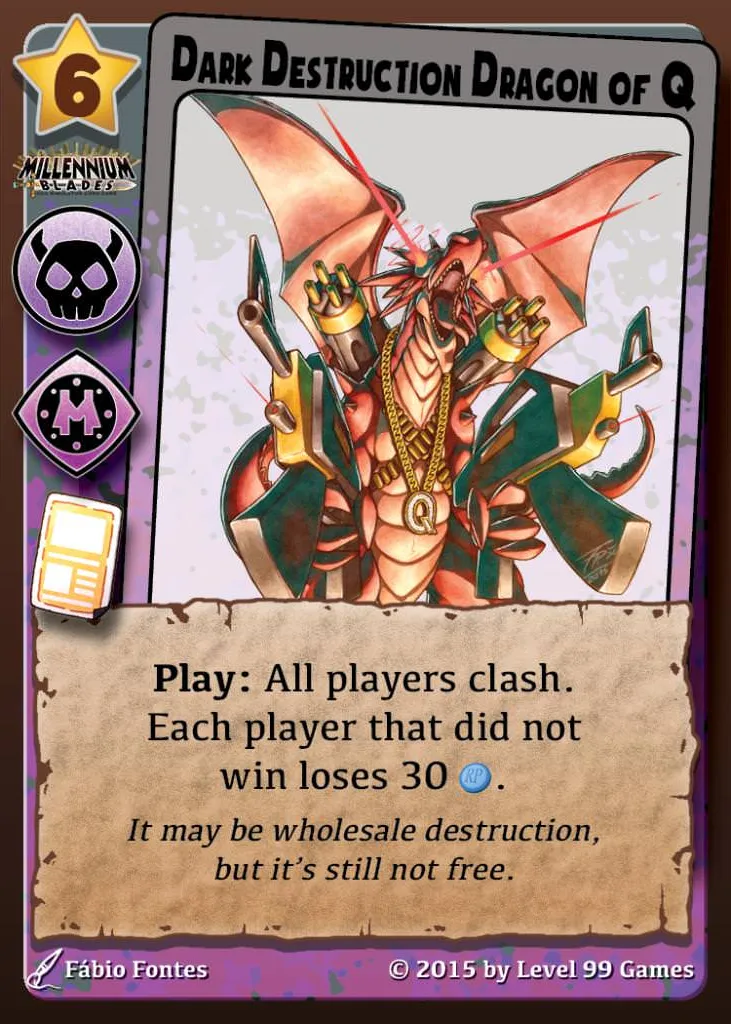 6
Dark Destruction Dragon of Q
MILLENNIUM
BLADES
M
Q
Play: All players clash.
Each player that did not
win loses 30 RP.
It may be wholesale destruction,
but it's still not free.
Fábio Fontes
© 2015 by Level 99 Games